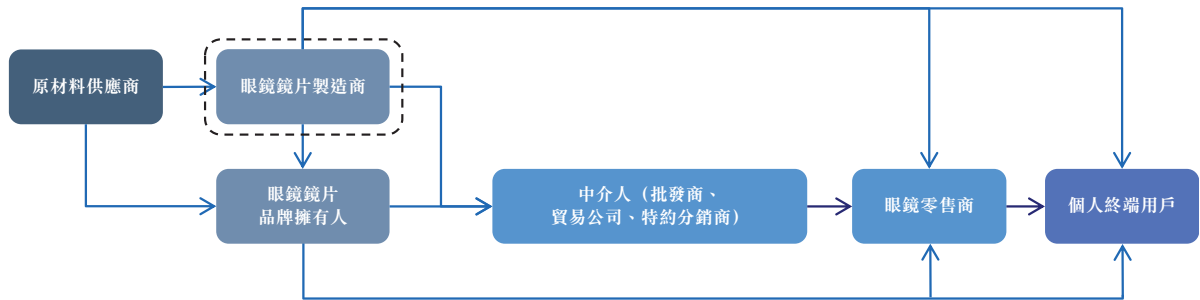 原材料供應商
眼鏡鏡片製造商
眼鏡鏡片
品牌擁有人
中介人（批發商、
貿易公司、特約分銷商）
眼鏡零售商
個人終端用戶